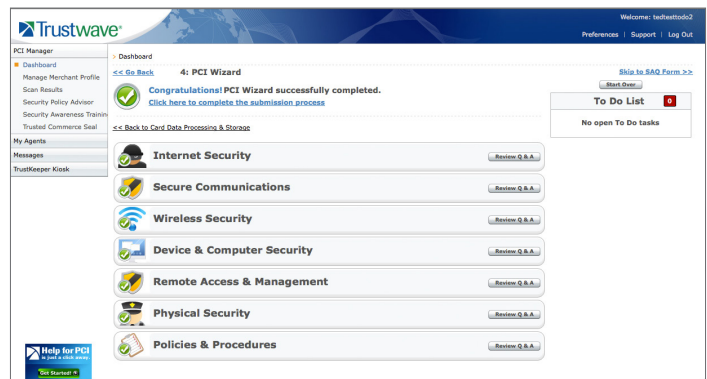 Trustwave®
Welcome: tedtesttodo2
Preferences | Support | Log Out
PCI Manager
Dashboard
Manage Merchant Profile
Scan Results
Security Policy Advisor
Security Awareness Trainin
Trusted Commerce Seal
My Agents
Messages
TrustKeeper Kiosk
> Dashboard
<< Go Back 4: PCI Wizard Skip to SAQ Form >>
Congratulations! PCI Wizard successfully completed.
Click here to complete the submission process
<< Back to Card Data Processing & Storage
Start Over
To Do List 0
No open To Do tasks
Internet Security Review Q & A
Secure Communications Review Q & A
Wireless Security Review Q & A
Device & Computer Security Review Q & A
Remote Access & Management Review Q & A
Physical Security Review Q & A
Policies & Procedures Review Q & A
Help for PCI
is just a click away.
Get Started!